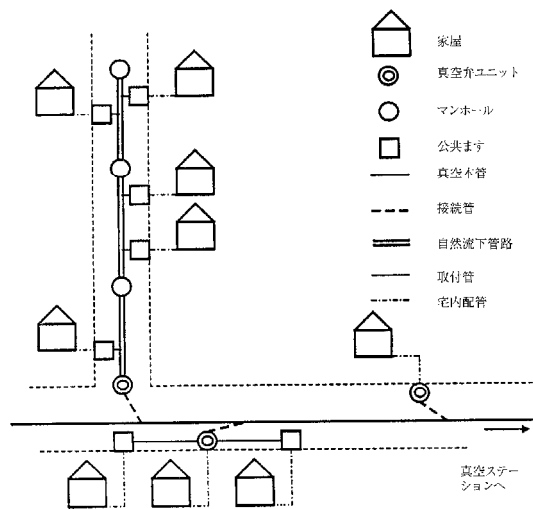 家屋
真空弁ユニット
マンホール
公共ます
真空本管
接続管
自然流下管路
取付管
宅内配管
真空ステー
ションへ